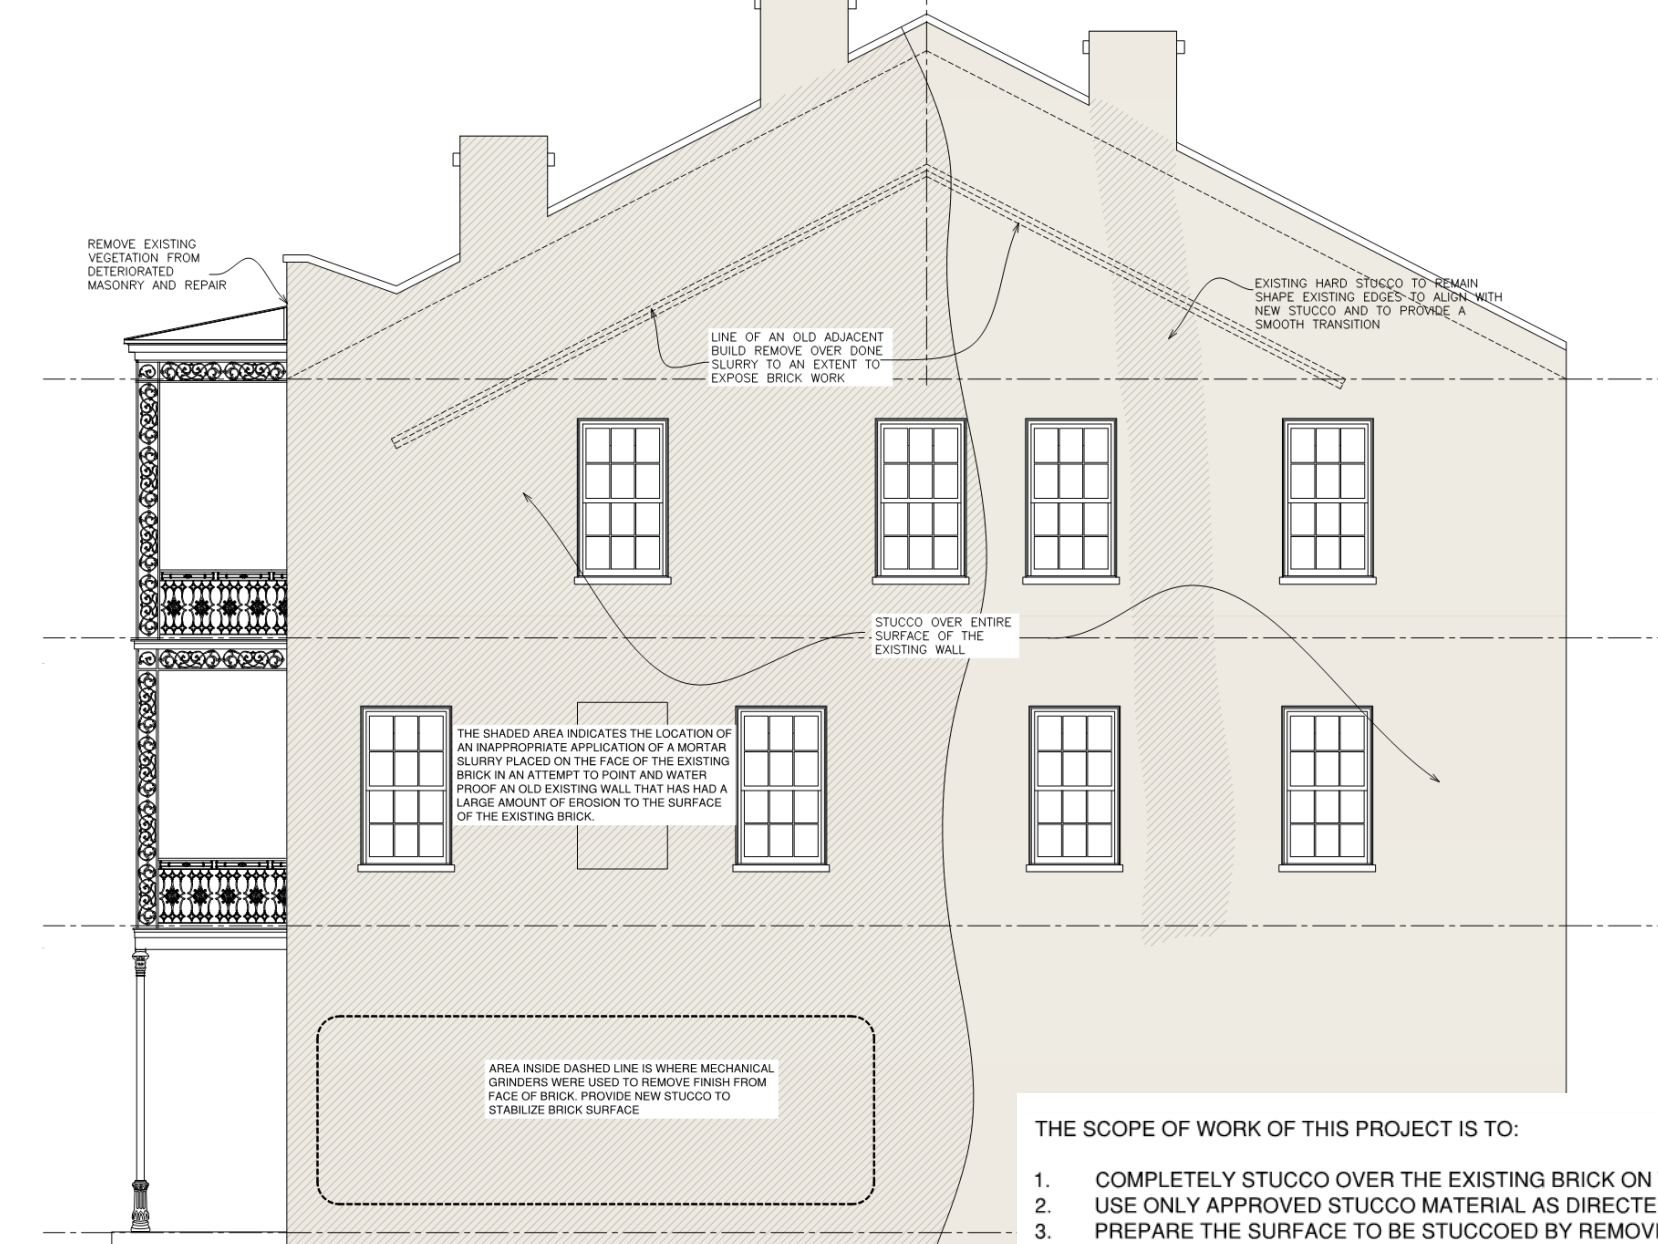 REMOVE EXISTING
VEGETATION FROM
DETERIORATED
MASONRY AND REPAIR
LINE OF AN OLD ADJACENT
BUILD REMOVE OVER DONE
SLURRY TO AN EXTENT TO
EXPOSE BRICK WORK
EXISTING HARD STUCCO TO REMAIN
SHAPE EXISTING EDGES TO ALIGN WITH
NEW STUCCO AND TO PROVIDE A
SMOOTH TRANSITION
STUCCO OVER ENTIRE
SURFACE OF THE
EXISTING WALL
THE SHADED AREA INDICATES THE LOCATION OF
AN INAPPROPRIATE APPLICATION OF A MORTAR
SLURRY PLACED ON THE FACE OF THE EXISTING
BRICK IN AN ATTEMPT TO POINT AND WATER
PROOF AN OLD EXISTING WALL THAT HAS HAD A
LARGE AMOUNT OF EROSION TO THE SURFACE
OF THE EXISTING BRICK.
AREA INSIDE DASHED LINE IS WHERE MECHANICAL
GRINDERS WERE USED TO REMOVE FINISH FROM
FACE OF BRICK. PROVIDE NEW STUCCO TO
STABILIZE BRICK SURFACE
THE SCOPE OF WORK OF THIS PROJECT IS TO:
1. COMPLETELY STUCCO OVER THE EXISTING BRICK ON
2. USE ONLY APPROVED STUCCO MATERIAL AS DIRECTE
3. PREPARE THE SURFACE TO BE STUCCOED BY REMOVI